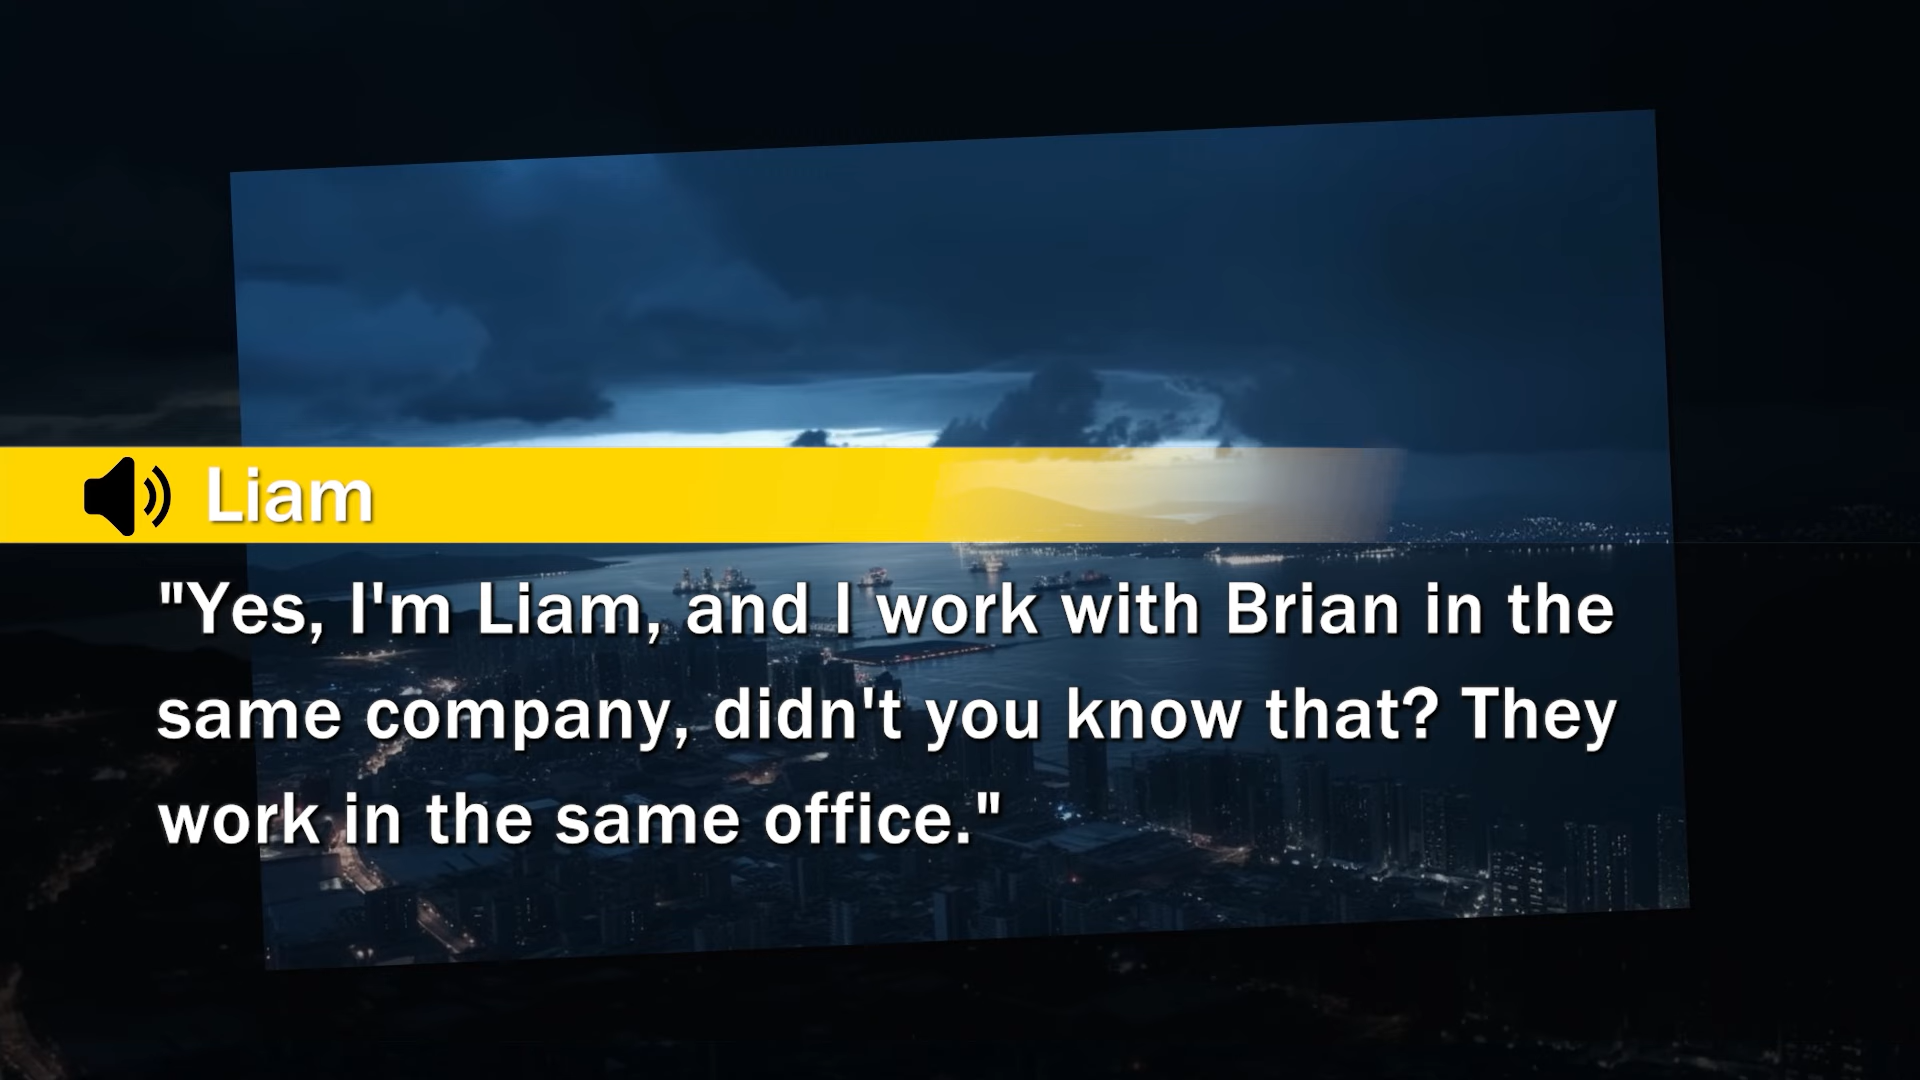 Liam
"Yes, I'm Liam, and I work with Brian in the
same company, didn't you know that? They
work in the same office."